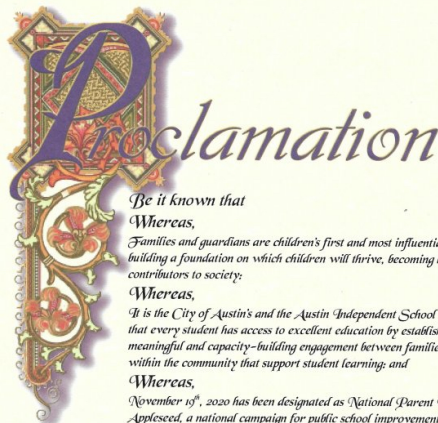 Proclamation
Be it known that
Whereas,
Families and guardians are children's first and most influential
building a foundation on which children will thrive, becoming
contributors to society;
Whereas,
It is the City of Austin's and the Austin Independent School
that every student has access to excellent education by
meaningful and capacity-building engagement between
within the community that support student learning; and
Whereas,
November 19th, 2020 has been designated as National Parent
Appleseed, a national campaign for public school improvement